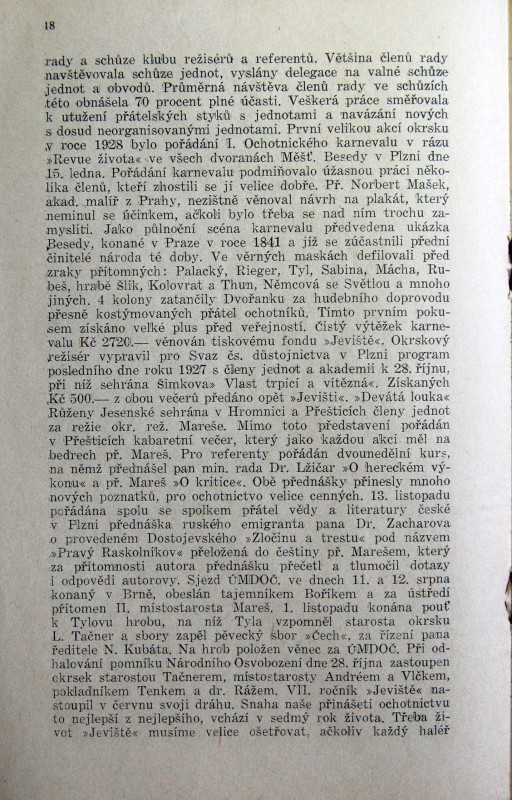 18
rady a schůze klubu režisérů a referentů. Většina členů rady
navštěvovala schůze jednot, vyslány delegace na valné schůze
jednot a obvodů. Průměrná návštěva členů rady ve schůzích
této obnášela 70 procent plné účasti. Veškerá práce směřovala
k utužení přátelských styků s jednotami a navázání nových
s dosud neorganisovanými jednotami. První velikou akcí okrsku
v roce 1928 bylo pořádání I. Ochotnického karnevalu v rázu
»Revue života« ve všech dvoranách Měšť. Besedy v Plzni dne
15. ledna. Pořádání karnevalu podmiňovalo úžasnou práci něko-
lika členů, kteří zhostili se jí velice dobře. Př. Norbert Mašek,
akad. malíř z Prahy, nezištně věnoval návrh na plakát, který
neminul se účinkem, ačkoli bylo třeba se nad ním trochu za-
mysliti. Jako půlnoční scéna karnevalu předvedena ukázka
Besedy, konané v Praze v roce 1841 a jíž se zúčastnili přední
činitelé národa té doby. Ve věrných maskách defilovali před
zraky přítomných: Palacký, Rieger, Tyl, Sabina, Mácha, Ru-
beš, hrabě Šlik, Kolovrat a Thun, Němcová se Světlou a mnoho
jiných. 4 kolony zatančily Dvořanku za hudebního doprovodu
přesně kostýmovaných přátel ochotníků. Tímto prvním poku-
sem získáno veľké plus před veřejností. Čistý výtěžek karne-
valu Kč 2720.— věnován tiskovému fondu »Jeviště«. Okrskový
režisér vypravil pro Svaz čs. důstojnictva v Plzni program
posledního dne roku 1927 s členy jednot a akademii k 28. říjnu,
při níž sehrána Šimkova» Vlast trpící a vítězná«. Získaných
Kč 500.— z obou večerů předáno opět »Jevišti«. »Devátá louka«
Růženy Jesenské sehrána v Hromnici a Přešticích členy jednot
za režie okr. rež. Mareše. Mimo toto představení pořádán
v Přešticích kabaretní večer, který jako každou akci měl na
bedrech př. Mareš. Pro referenty pořádán dvounedělní kurs,
na němž přednášel pan min. rada Dr. Lžičar »O hereckém vý-
konu« a př. Mareš »O kritice«. Obě přednášky přinesly mnoho
nových poznatků, pro ochotnictvo velice cenných. 13. listopadu
pořádána spolu se spolkem přátel vědy a literatury české
v Plzni přednáška ruského emigranta pana Dr. Zacharova
o provedeném Dostojevského »Zločinu a trestu« pod názvem
»Pravý Raskolnikov« přeložená do češtiny př. Marešem, který
za přítomnosti autora přednášku přečetl a tlumočil dotazy
i odpovědi autorovy. Sjezd ÚMDOČ. ve dnech 11. a 12. srpna
konaný v Brně, obeslán tajemníkem Boříkem a za ústředí
přítomen II. místostarosta Mareš. 1. listopadu konána pouť
k Tylovu hrobu, na níž Tyla vzpomněl starosta okrsku
L. Tačner a sbory zapěl pěvecký sbor »Čech«, za řízení pana
ředitele N. Kubáta. Na hrob položen věnec za ÚMDOČ. Při od-
halování pomníku Národního Osvobození dne 28. října zastoupen
okrsek starostou Tačnerem, místostarosty Andréem a Vlčkem,
pokladníkem Tenkem a dr. Rážem. VII. ročník »Jeviště« na-
stoupil v červnu svoji dráhu. Snaha naše přinášeti ochotnictvu
to nejlepší z nejlepšího, vchází v sedmý rok života. Třeba ži-
vot »Jeviště« musíme velice ošetřovat, ačkoliv každý haléř